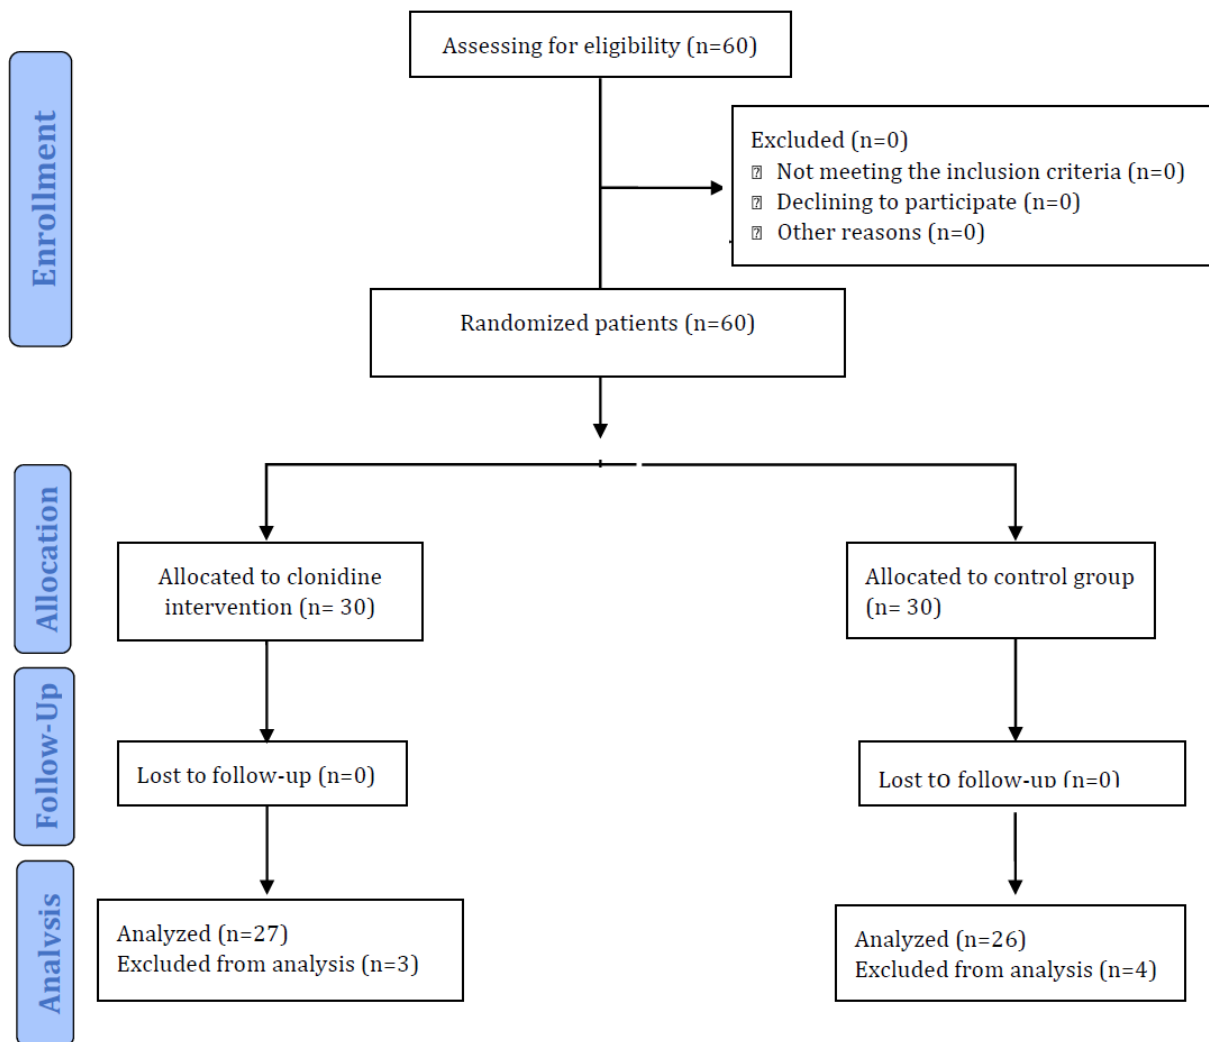 Assessing for eligibility (n=60)
Enrollment
Excluded (n=0)
⍰ Not meeting the inclusion criteria (n=0)
⍰ Declining to participate (n=0)
⍰ Other reasons (n=0)
Randomized patients (n=60)
Allocation
Allocated to clonidine
intervention (n= 30)
Allocated to control group
(n= 30)
Follow-Up
Lost to follow-up (n=0)
Lost to follow-up (n=0)
Analysis
Analyzed (n=27)
Excluded from analysis (n=3)
Analyzed (n=26)
Excluded from analysis (n=4)